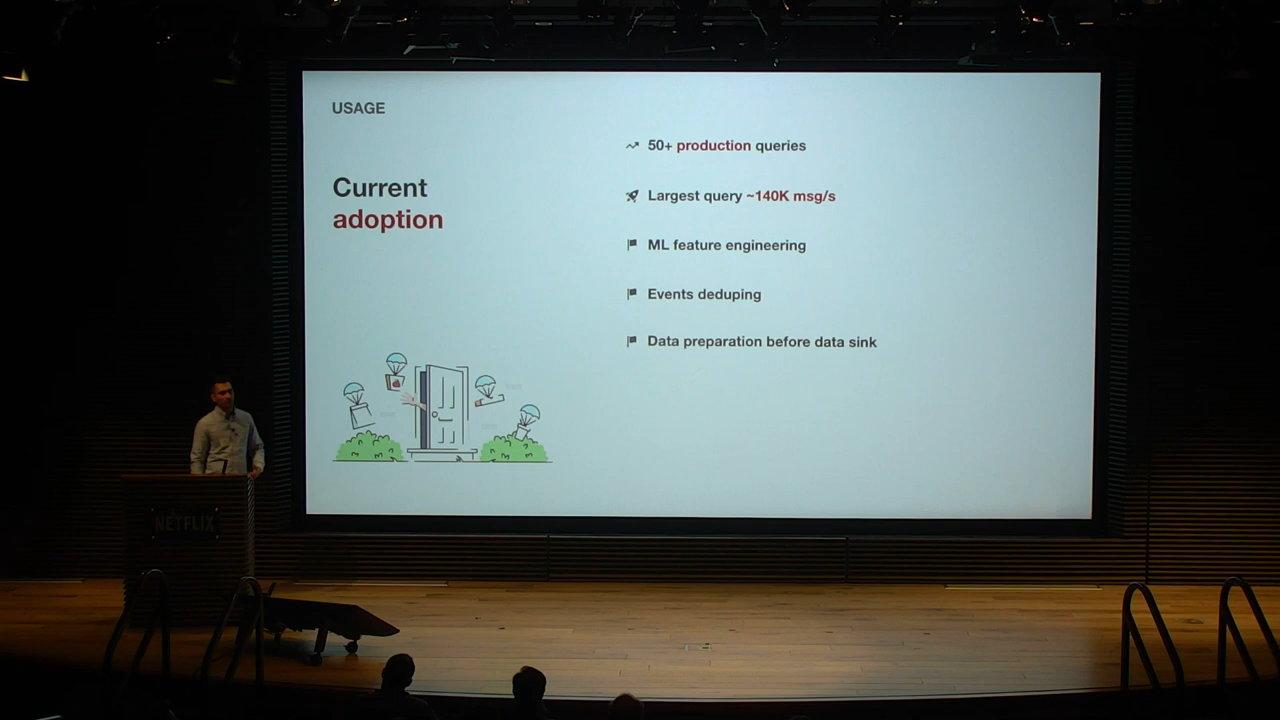 USAGE
Current
adoption
50+ production queries
Largest query ~140K msg/s
ML feature engineering
Events deduping
Data preparation before data sink
NETFLIX